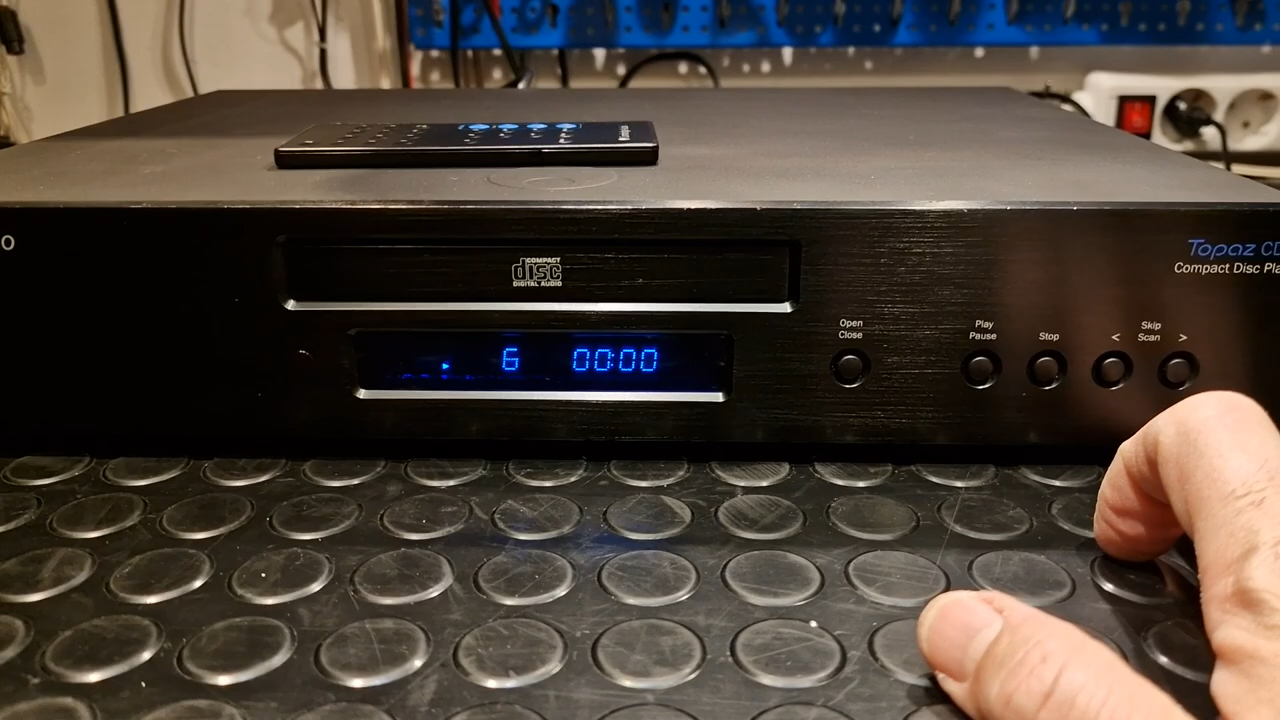 O
COMPACT
disc
DIGITAL AUDIO
Topaz CD
Compact Disc Pla
6 00:00
Open
Close
Play
Pause
Stop
Skip
Scan
< >